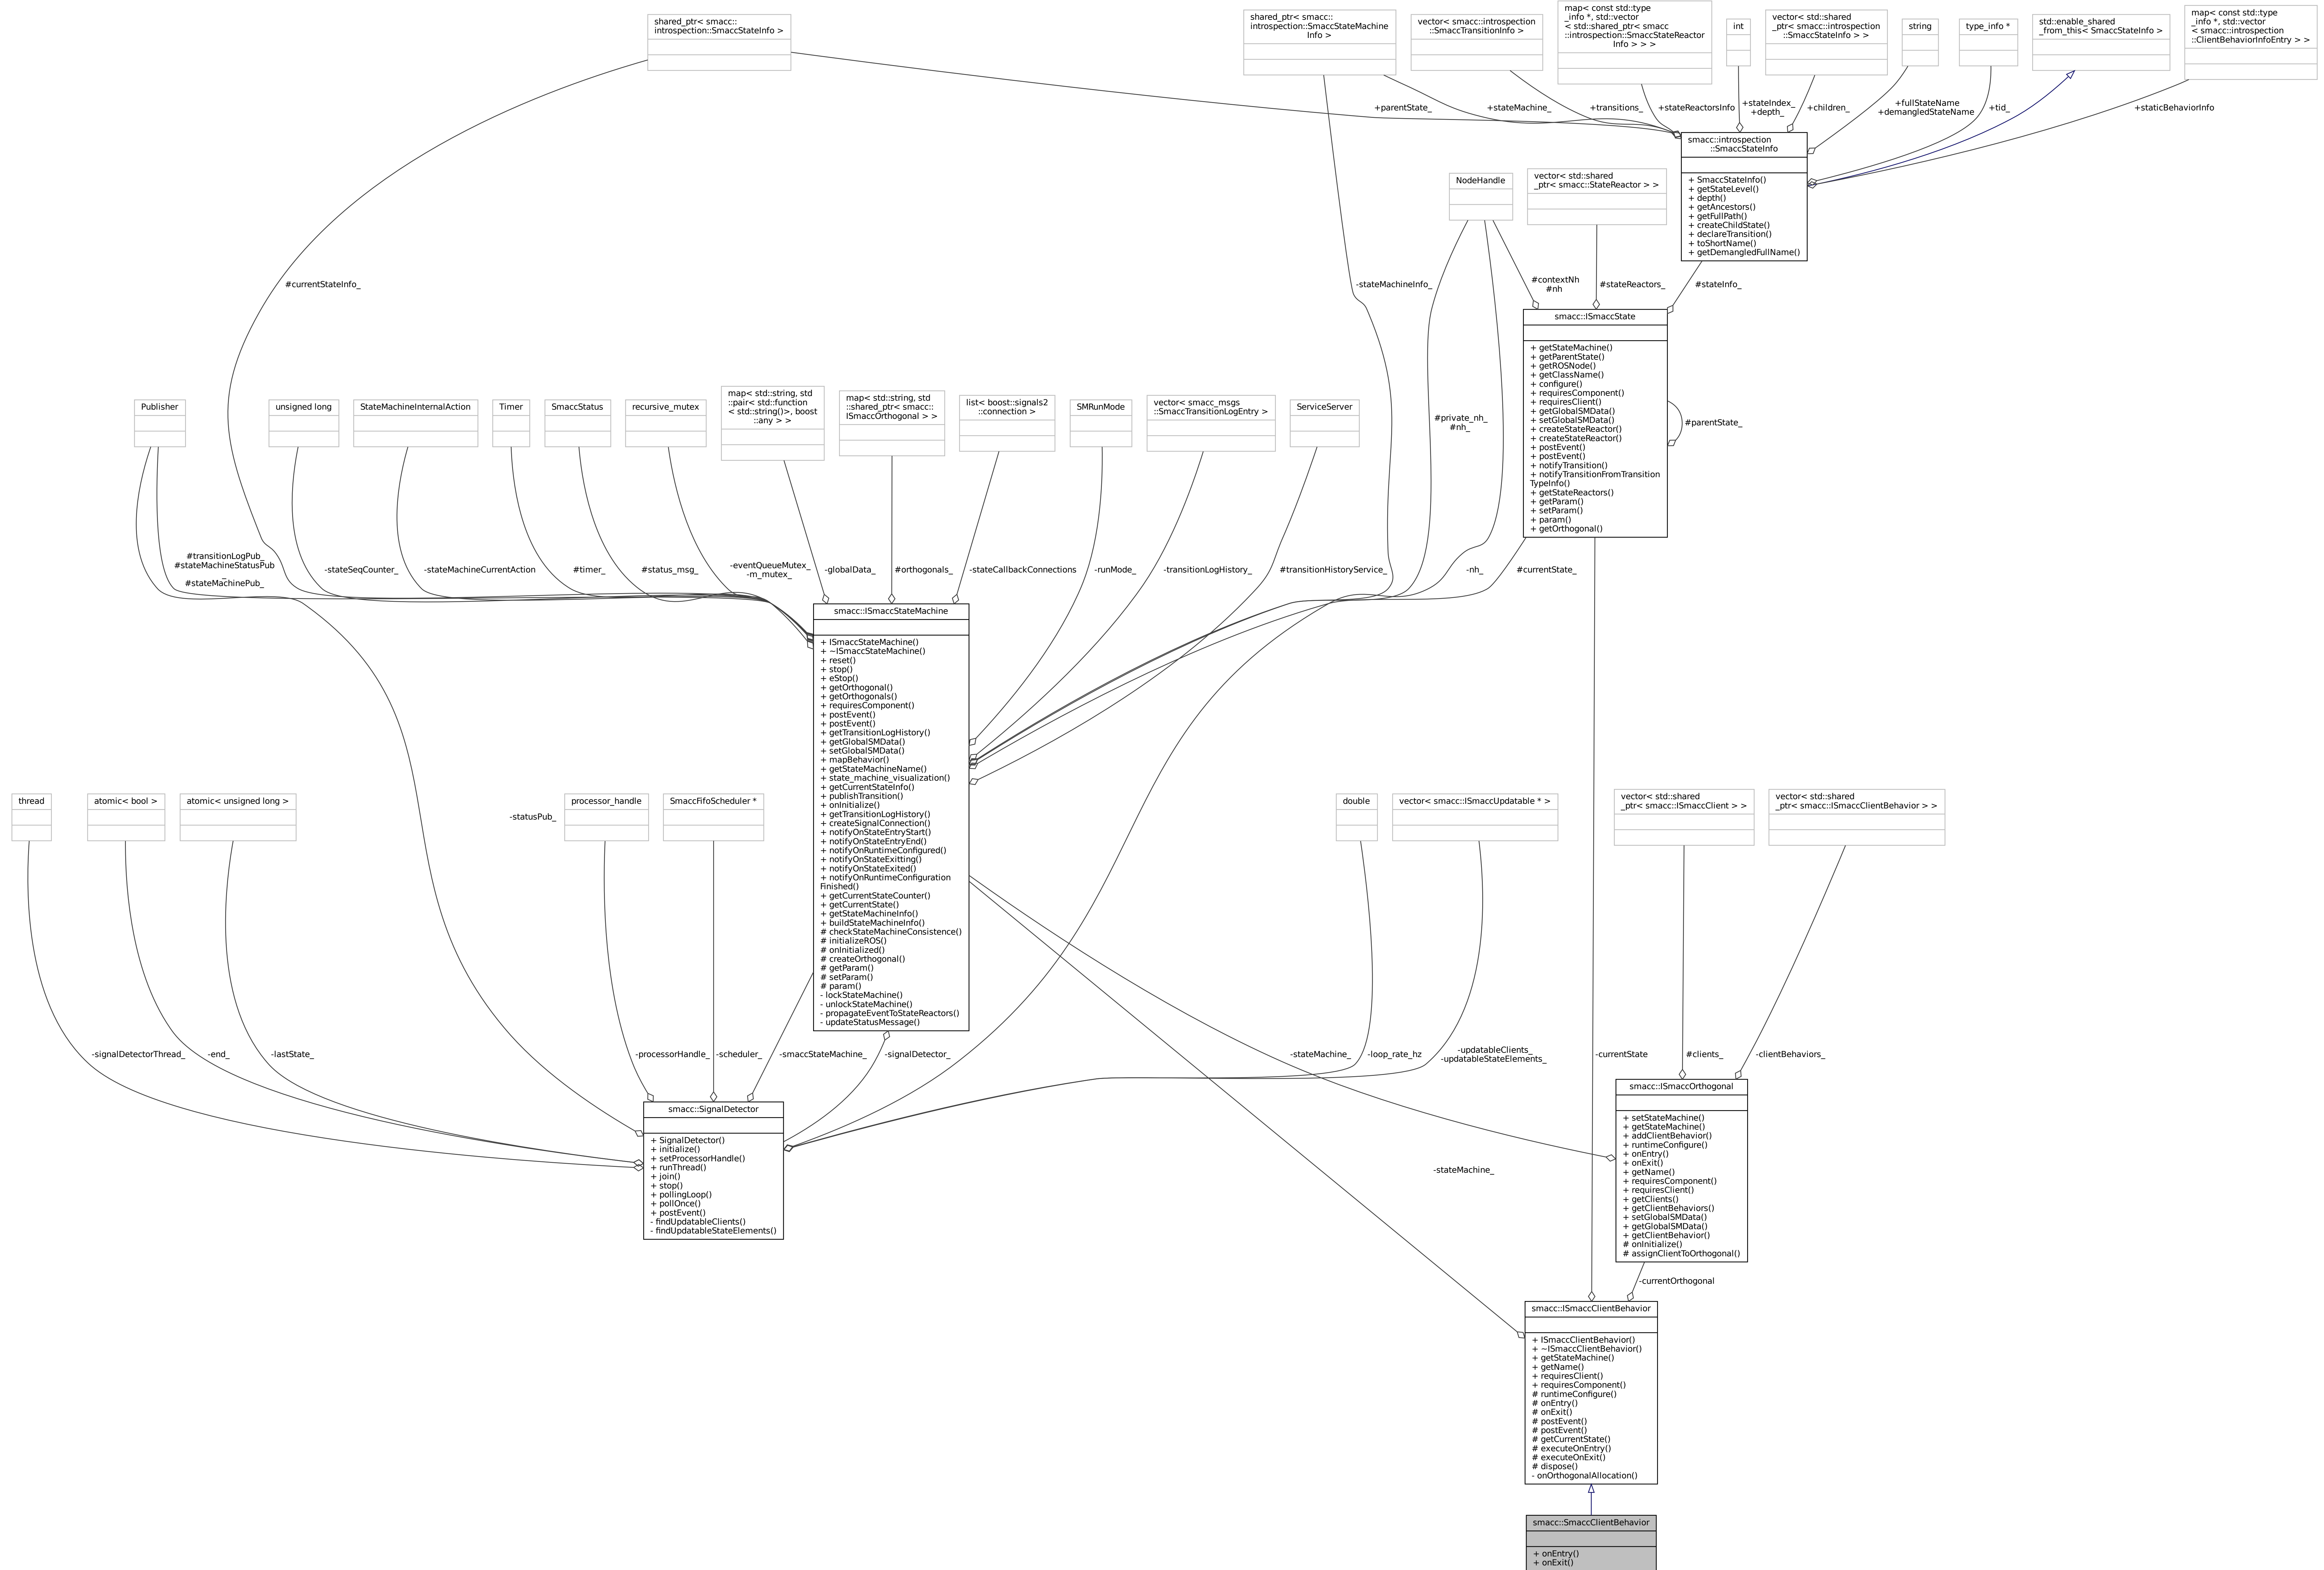 shared_ptr< smacc::
introspection::SmaccStateInfo >
shared_ptr< smacc::
introspection::SmaccStateMachine
Info >
vector< smacc::introspection
::SmaccTransitionInfo >
map< const std::type
_info *, std::vector
< std::shared_ptr< smacc
::introspection::SmaccStateReactor
Info > > >
int
vector< std::shared
_ptr< smacc::introspection
::SmaccStateInfo > >
string
type_info *
std::enable_shared
_from_this< SmaccStateInfo >
map< const std::type
_info *, std::vector
< smacc::introspection
::ClientBehaviorInfoEntry > >
+parentState_
+stateMachine_
+transitions_
+stateReactorsInfo
+stateIndex_
+depth_
+children_
+fullStateName
+demangledStateName
+tid_
+staticBehaviorInfo
smacc::introspection
::SmaccStateInfo
+ SmaccStateInfo()
+ getStateLevel()
+ depth()
+ getAncestors()
+ getFullPath()
+ createChildState()
+ declareTransition()
+ toShortName()
+ getDemangledFullName()
NodeHandle
vector< std::shared
_ptr< smacc::StateReactor > >
#currentStateInfo_
-stateMachineInfo_
#contextNh
#nh
#stateReactors_
#stateInfo_
smacc::ISmaccState
+ getStateMachine()
+ getParentState()
+ getROSNode()
+ getClassName()
+ configure()
+ requiresComponent()
+ requiresClient()
+ getGlobalSMData()
+ setGlobalSMData()
+ createStateReactor()
+ createStateReactor()
+ postEvent()
+ postEvent()
+ notifyTransition()
+ notifyTransitionFromTransition
TypeInfo()
+ getStateReactors()
+ getParam()
+ setParam()
+ param()
+ getOrthogonal()
#parentState_
Publisher
unsigned long
StateMachineInternalAction
Timer
SmaccStatus
recursive_mutex
map< std::string, std
::pair< std::function
< std::string()>, boost
::any > >
map< std::string, std
::shared_ptr< smacc::
ISmaccOrthogonal > >
list< boost::signals2
::connection >
SMRunMode
vector< smacc_msgs
::SmaccTransitionLogEntry >
ServiceServer
#private_nh_
#nh_
#transitionLogPub_
#stateMachineStatusPub
_
#stateMachinePub_
-stateSeqCounter_
-stateMachineCurrentAction
#timer_
#status_msg_
-eventQueueMutex_
-m_mutex_
-globalData_
#orthogonals_
-stateCallbackConnections
-runMode_
-transitionLogHistory_
#transitionHistoryService_
-nh_
#currentState_
smacc::ISmaccStateMachine
+ ISmaccStateMachine()
+ ~ISmaccStateMachine()
+ reset()
+ stop()
+ eStop()
+ getOrthogonal()
+ getOrthogonals()
+ requiresComponent()
+ postEvent()
+ postEvent()
+ getTransitionLogHistory()
+ getGlobalSMData()
+ setGlobalSMData()
+ mapBehavior()
+ getStateMachineName()
+ state_machine_visualization()
+ getCurrentStateInfo()
+ publishTransition()
+ onInitialize()
+ getTransitionLogHistory()
+ createSignalConnection()
+ notifyOnStateEntryStart()
+ notifyOnStateEntryEnd()
+ notifyOnRuntimeConfigured()
+ notifyOnStateExitting()
+ notifyOnStateExited()
+ notifyOnRuntimeConfiguration
Finished()
+ getCurrentStateCounter()
+ getCurrentState()
+ getStateMachineInfo()
+ buildStateMachineInfo()
# checkStateMachineConsistence()
# initializeROS()
# onInitialized()
# createOrthogonal()
# getParam()
# setParam()
# param()
- lockStateMachine()
- unlockStateMachine()
- propagateEventToStateReactors()
- updateStatusMessage()
thread
atomic< bool >
atomic< unsigned long >
-statusPub_
processor_handle
SmaccFifoScheduler *
double
vector< smacc::ISmaccUpdatable * >
vector< std::shared
_ptr< smacc::ISmaccClient > >
vector< std::shared
_ptr< smacc::ISmaccClientBehavior > >
-signalDetectorThread_
-end_
-lastState_
-processorHandle_
-scheduler_
-smaccStateMachine_
-signalDetector_
-stateMachine_
-loop_rate_hz
-updatableClients_
-updatableStateElements_
-currentState
#clients_
-clientBehaviors_
smacc::SignalDetector
+ SignalDetector()
+ initialize()
+ setProcessorHandle()
+ runThread()
+ join()
+ stop()
+ pollingLoop()
+ pollOnce()
+ postEvent()
- findUpdatableClients()
- findUpdatableStateElements()
smacc::ISmaccOrthogonal
+ setStateMachine()
+ getStateMachine()
+ addClientBehavior()
+ runtimeConfigure()
+ onEntry()
+ onExit()
+ getName()
+ requiresComponent()
+ requiresClient()
+ getClients()
+ getClientBehaviors()
+ setGlobalSMData()
+ getGlobalSMData()
+ getClientBehavior()
# onInitialize()
# assignClientToOrthogonal()
-stateMachine_
-currentOrthogonal
smacc::ISmaccClientBehavior
+ ISmaccClientBehavior()
+ ~ISmaccClientBehavior()
+ getStateMachine()
+ getName()
+ requiresClient()
+ requiresComponent()
# runtimeConfigure()
# onEntry()
# onExit()
# postEvent()
# postEvent()
# getCurrentState()
# executeOnEntry()
# executeOnExit()
# dispose()
- onOrthogonalAllocation()
smacc::SmaccClientBehavior
+ onEntry()
+ onExit()